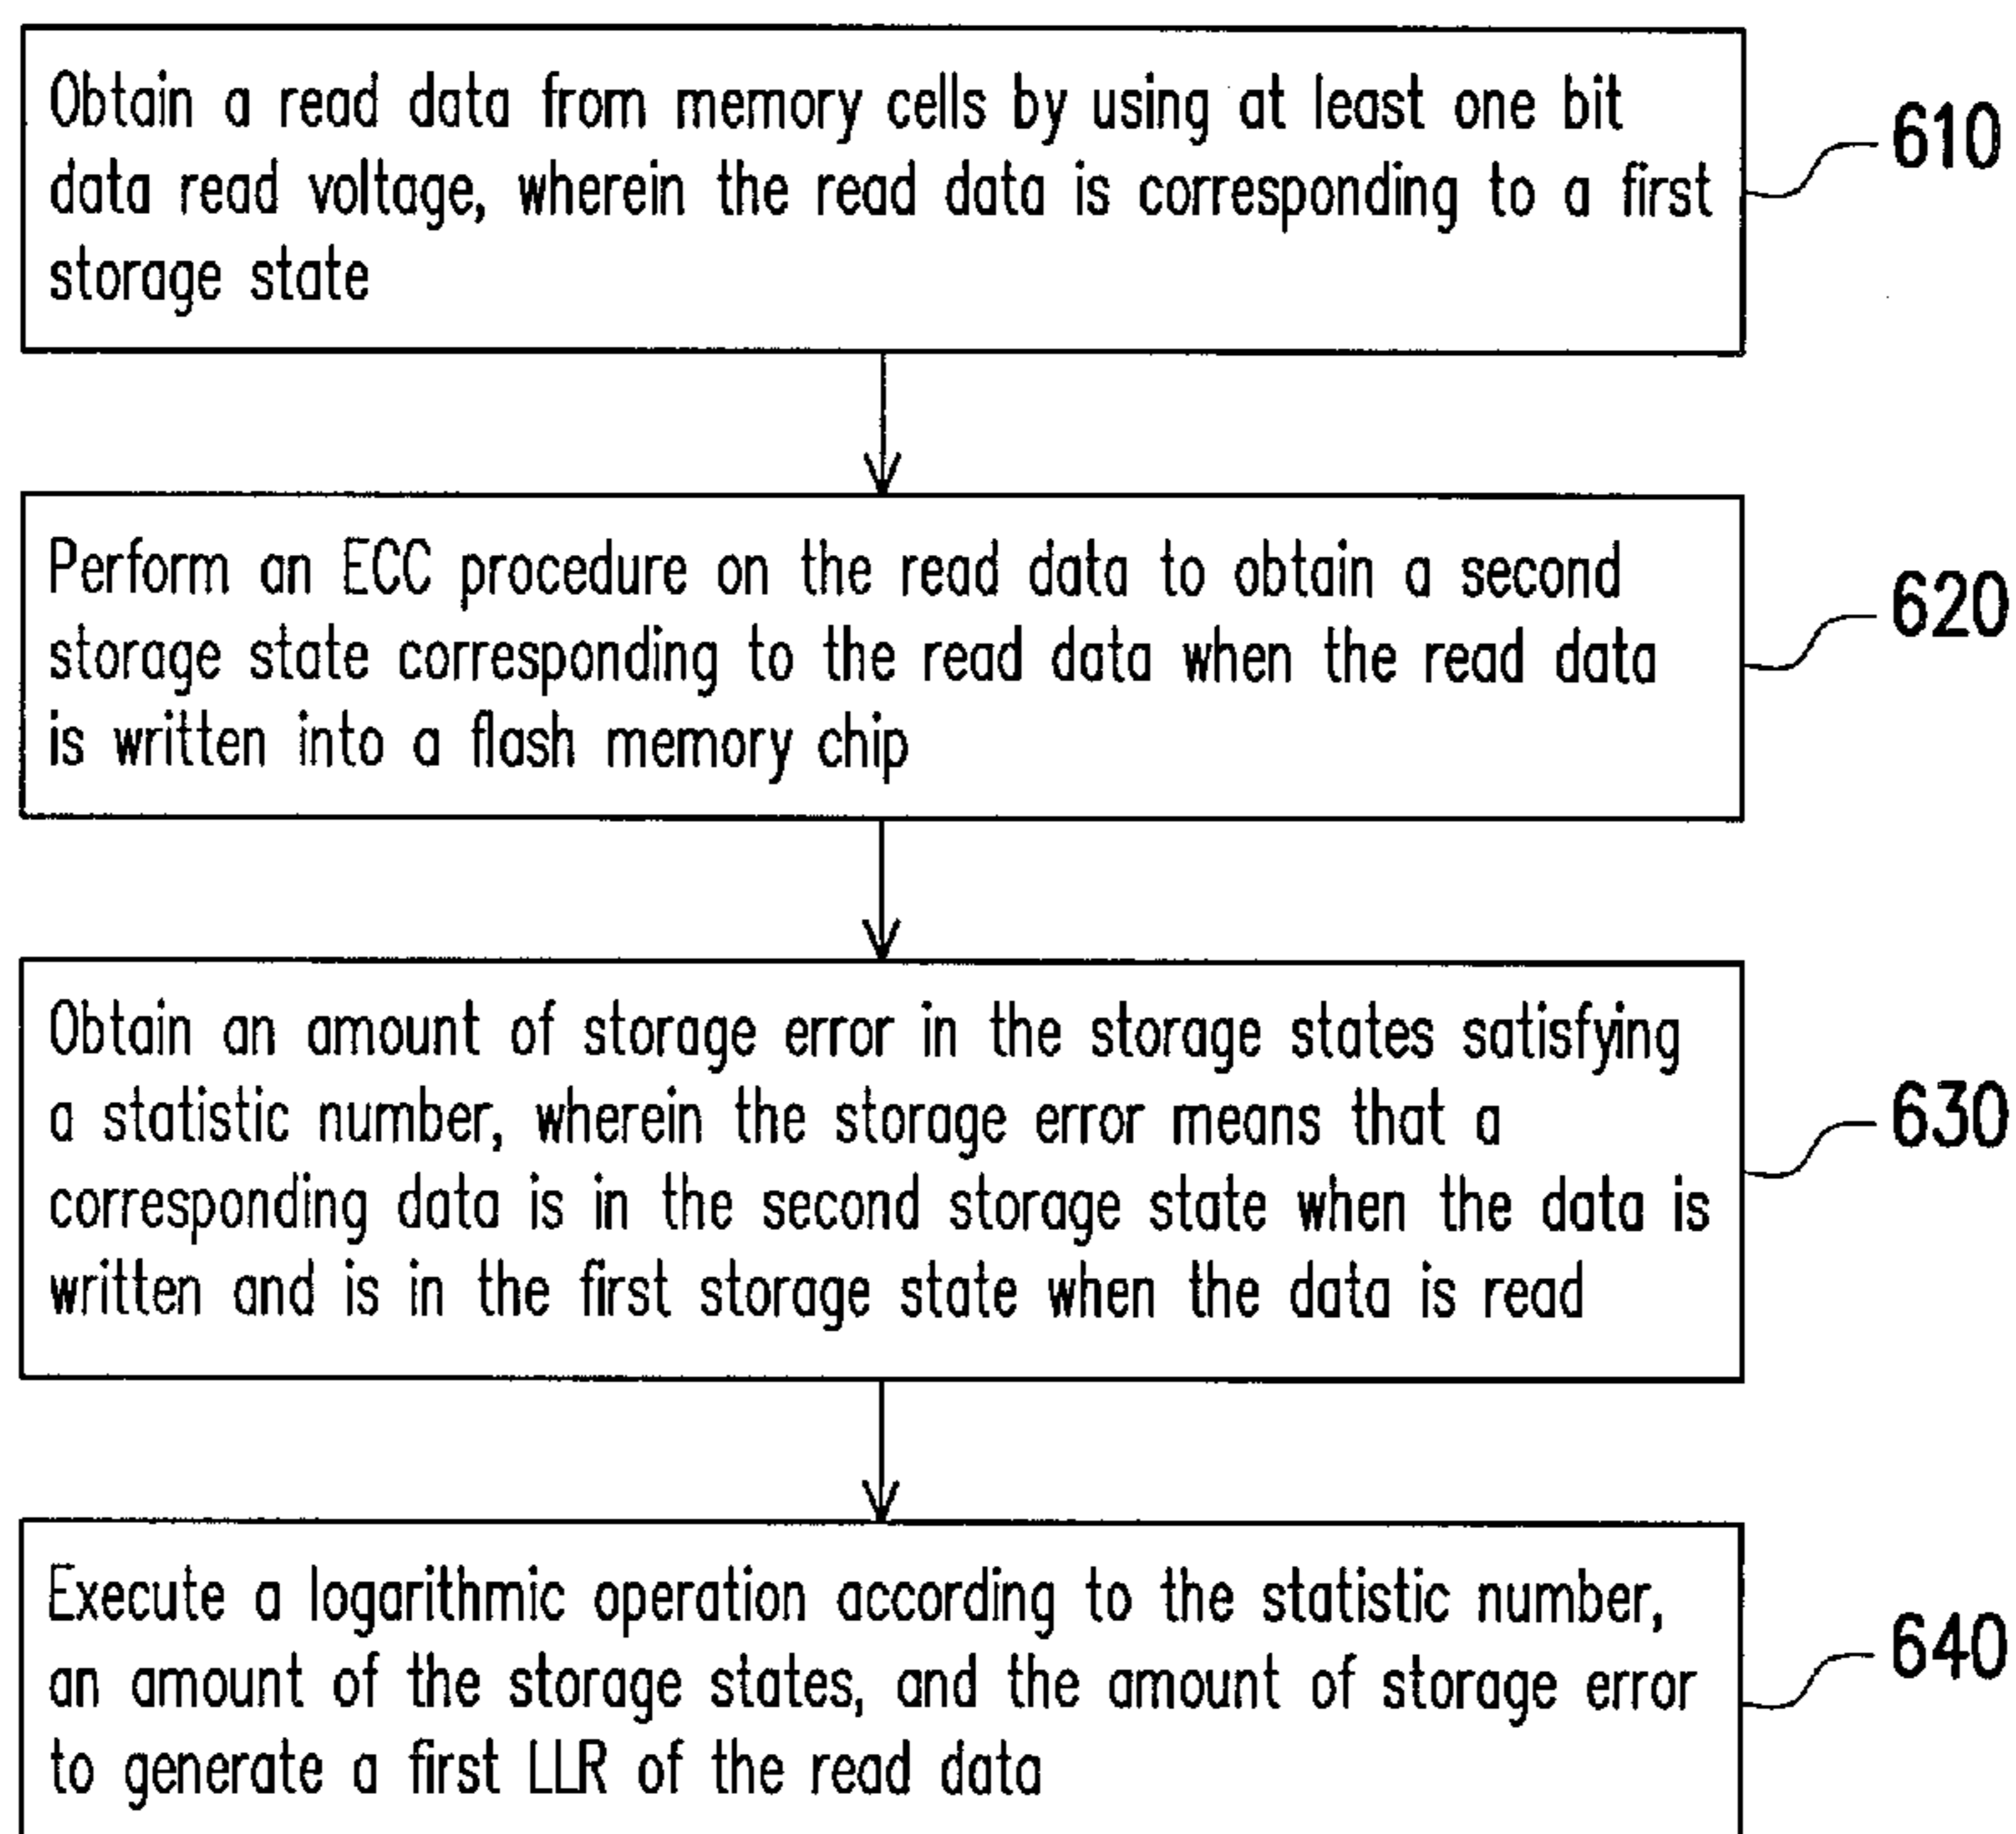 Obtain a read data from memory cells by using at least one bit
data read voltage, wherein the read data is corresponding to a first
storage state
610
Perform an ECC procedure on the read data to obtain a second
storage state corresponding to the read data when the read data
is written into a flash memory chip
620
Obtain an amount of storage error in the storage states satisfying
a statistic number, wherein the storage error means that a
corresponding data is in the second storage state when the data is
written and is in the first storage state when the data is read
630
Execute a logarithmic operation according to the statistic number,
an amount of the storage states, and the amount of storage error
to generate a first LLR of the read data
640